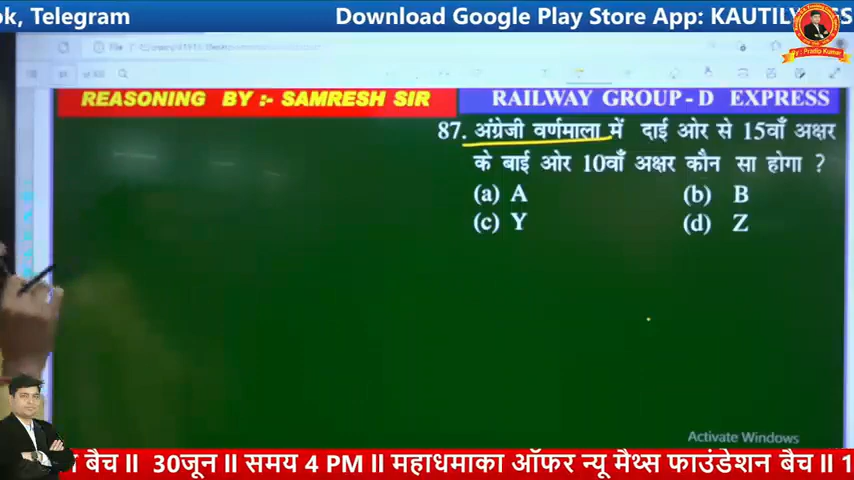 ok, Telegram
Download Google Play Store App: KAUTILY
REASONING BY :- SAMRESH SIR
RAILWAY GROUP - D EXPRESS
87. अंग्रेजी वर्णमाला में दाई ओर से 15वाँ अक्षर
के बाई ओर 10वाँ अक्षर कौन सा होगा ?
(a) A
(b) B
(c) Y
(d) Z
Activate Windows
बैच ॥ 30जून ॥ समय 4 PM ॥ महाधमाका ऑफर न्यू मैथ्स फाउंडेशन बैच ॥ 1